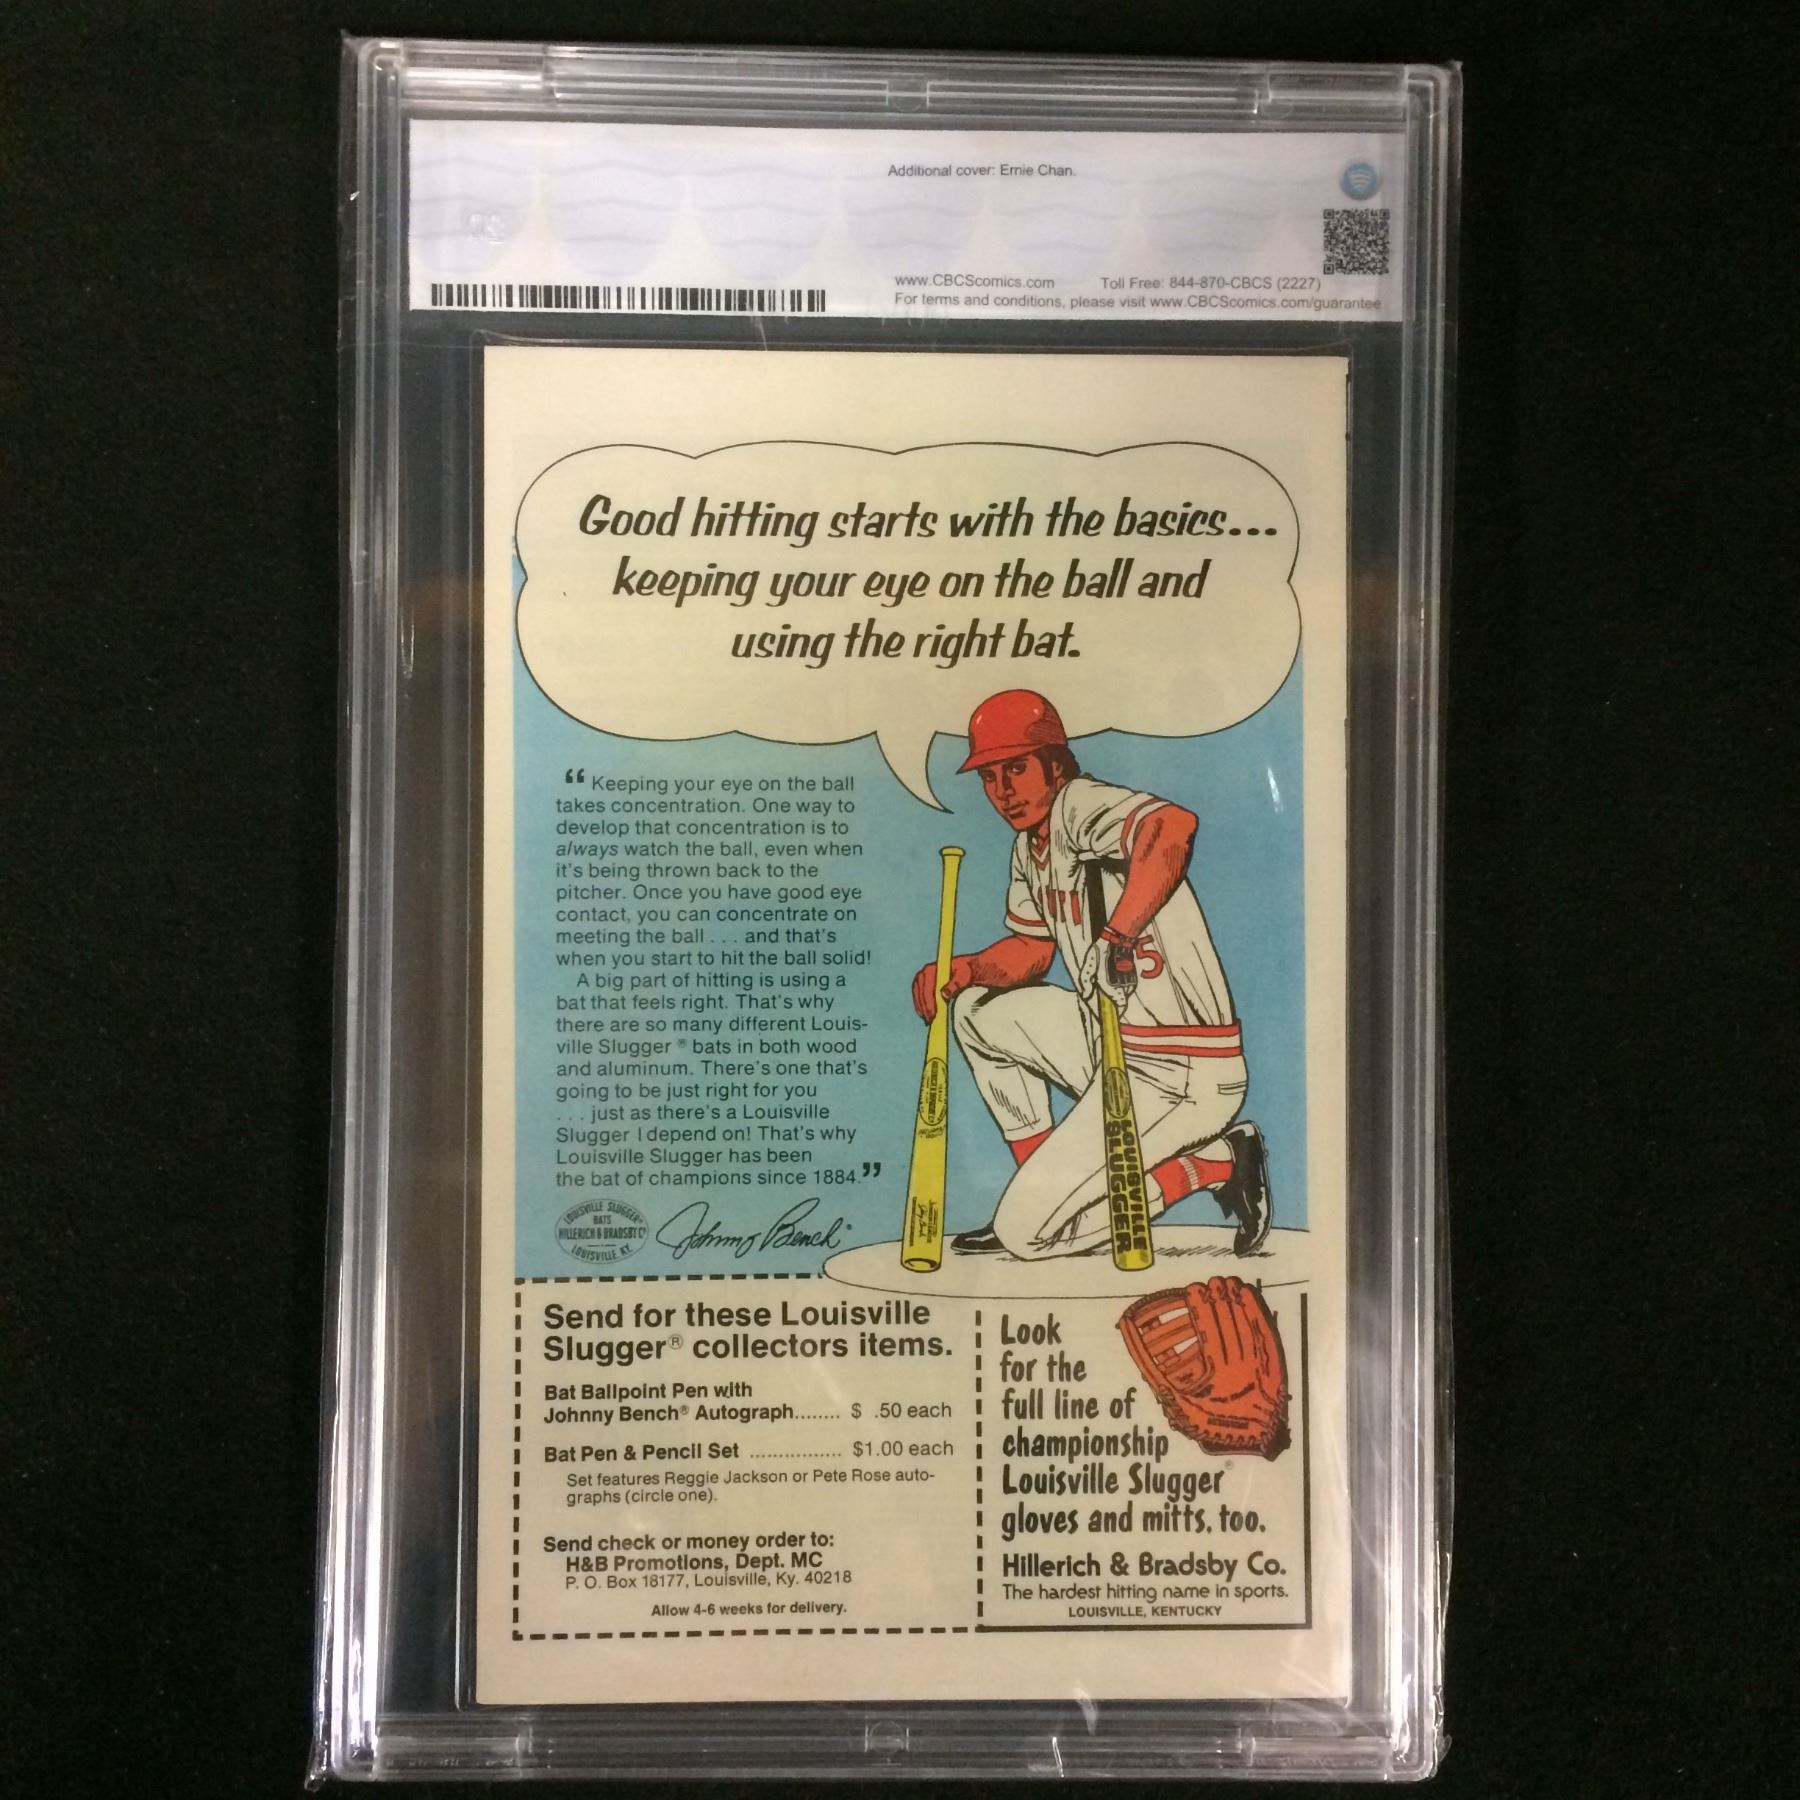 Additional cover: Ernie Chan.
www.CBCScomics.com Toll Free: 844-870-CBCS (2227)
For terms and conditions, please visit www.CBCScomics.com/guarantee
Good hitting starts with the basics...
keeping your eye on the ball and
using the right bat.
“Keeping your eye on the ball
takes concentration. One way to
develop that concentration is to
always watch the ball, even when
it's being thrown back to the
pitcher. Once you have good eye
contact, you can concentrate on
meeting the ball . . . and that's
when you start to hit the ball solid!
A big part of hitting is using a
bat that feels right. That's why
there are so many different Louis-
ville Slugger® bats in both wood
and aluminum. There's one that's
going to be just right for you
. . . just as there's a Louisville
Slugger I depend on! That's why
Louisville Slugger has been
the bat of champions since 1884.”
LOUISVILLE SLUGGER®
BATS
HILLERICH & BRADSBY Co
LOUISVILLE, KY.
Johnny Bench®
5
LOUISVILLE
SLUGGER
Send for these Louisville
Slugger® collectors items.
Bat Ballpoint Pen with
Johnny Bench® Autograph........ $ .50 each
Bat Pen & Pencil Set ................ $1.00 each
Set features Reggie Jackson or Pete Rose auto-
graphs (circle one).
Send check or money order to:
H&B Promotions, Dept. MC
P. O. Box 18177, Louisville, Ky. 40218
Allow 4-6 weeks for delivery.
Look
for the
full line of
championship
Louisville Slugger®
gloves and mitts, too.
Hillerich & Bradsby Co.
The hardest hitting name in sports.
LOUISVILLE, KENTUCKY